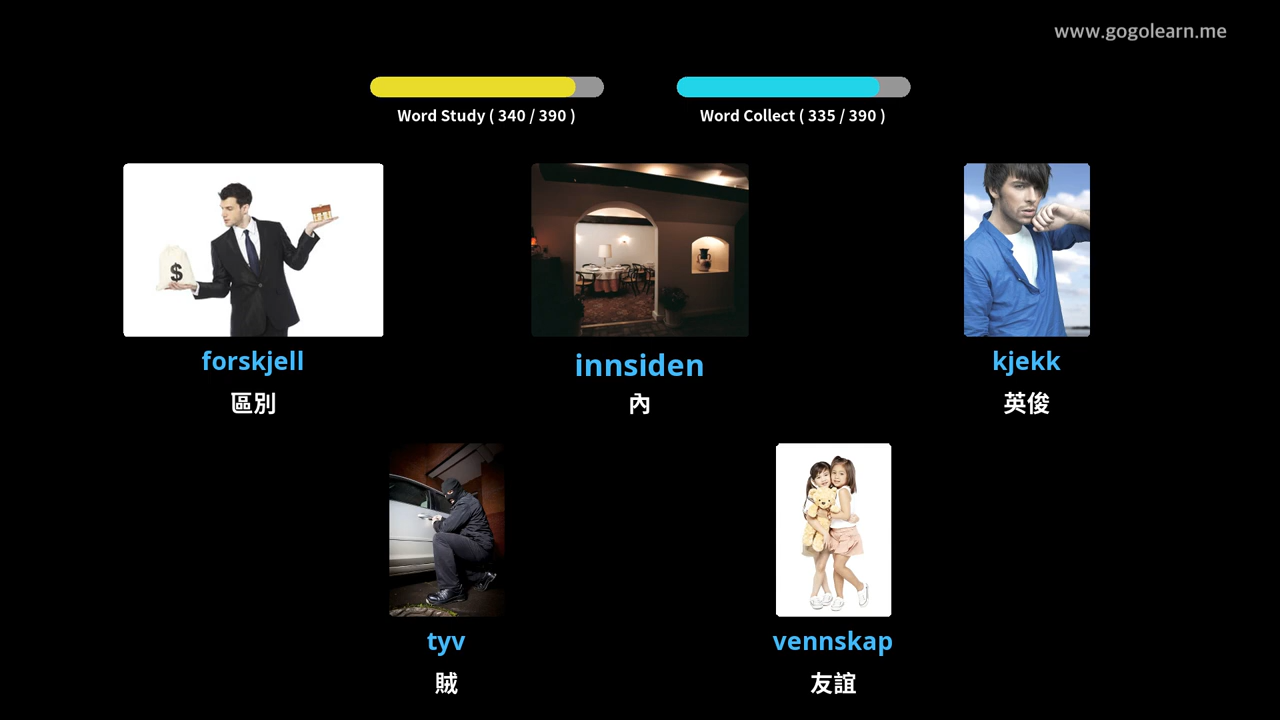 www.gogolearn.me
Word Study ( 340 / 390 )
Word Collect ( 335 / 390 )
$
forskjell
區別
innsiden
內
kjekk
英俊
tyv
賊
vennskap
友誼